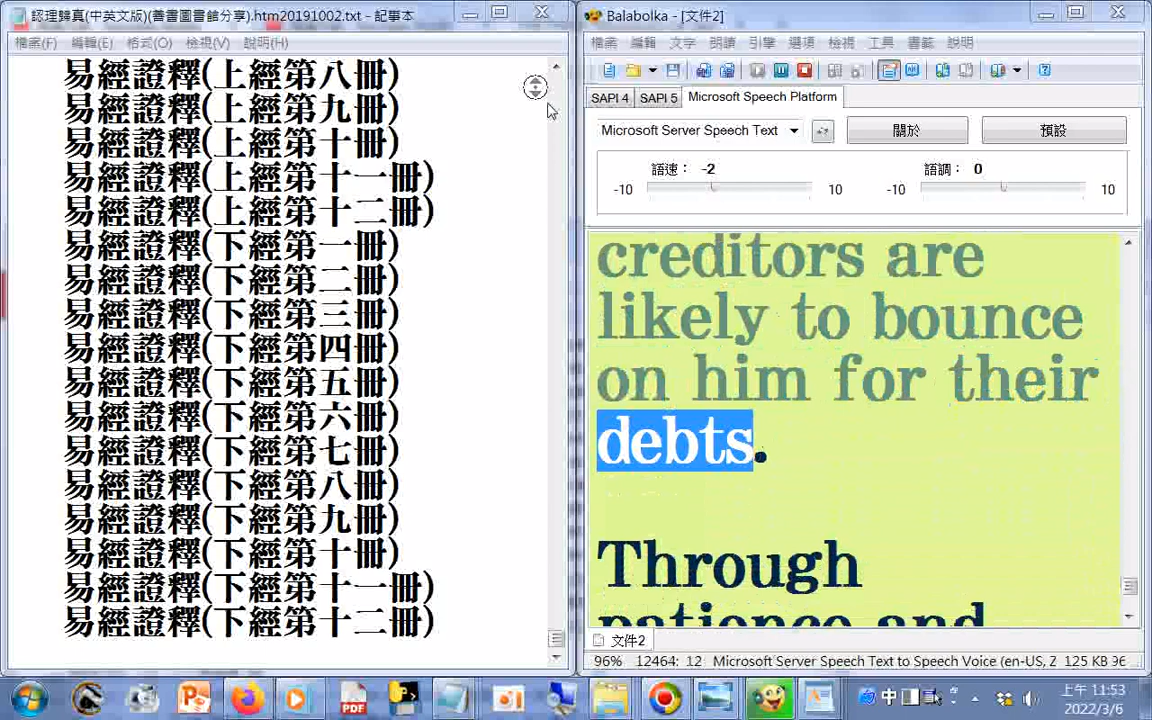 認理歸真(中英文版)(善書圖書館分享).htm20191002.txt - 記事本
檔案(F) 編輯(E) 格式(O) 檢視(V) 說明(H)
易經證釋(上經第八冊)
易經證釋(上經第九冊)
易經證釋(上經第十冊)
易經證釋(上經第十一冊)
易經證釋(上經第十二冊)
易經證釋(下經第一冊)
易經證釋(下經第二冊)
易經證釋(下經第三冊)
易經證釋(下經第四冊)
易經證釋(下經第五冊)
易經證釋(下經第六冊)
易經證釋(下經第七冊)
易經證釋(下經第八冊)
易經證釋(下經第九冊)
易經證釋(下經第十冊)
易經證釋(下經第十一冊)
易經證釋(下經第十二冊)
Balabolka - [文件2]
檔案 編輯 文字 朗讀 引擎 選項 檢視 工具 書籤 說明
SAPI 4 SAPI 5 Microsoft Speech Platform
Microsoft Server Speech Text 關於 預設
語速： -2 語調： 0
-10 10 -10 10
creditors are
likely to bounce
on him for their
debts.
Through
patience and
文件2
96% 12464: 12 Microsoft Server Speech Text to Speech Voice (en-US, Z 125 KB 96
中 上午 11:53
2022/3/6